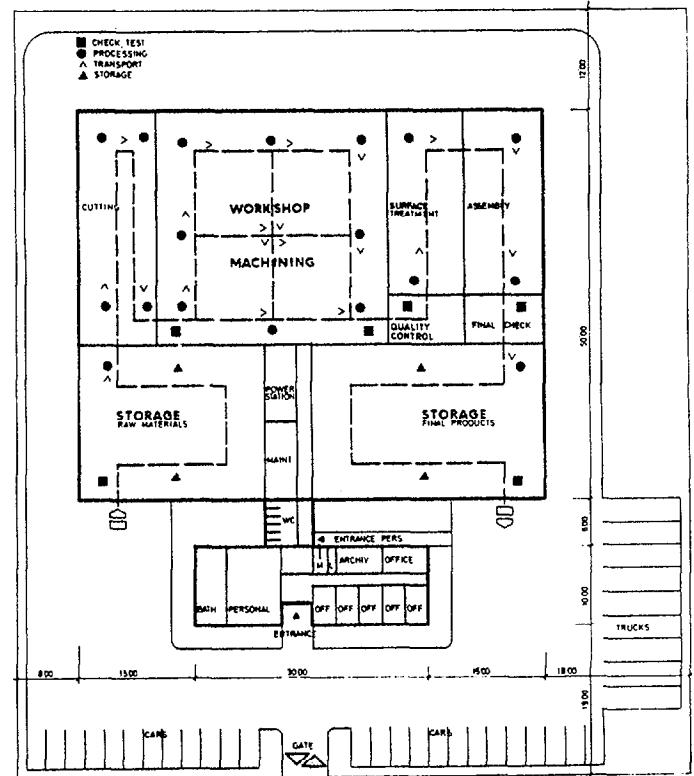 CHECK, TEST
PROCESSING
TRANSPORT
STORAGE
12.00
CUTTING
WORKSHOP
MACHINING
SURFACE
TREATMENT
ASSEMBLY
QUALITY
CONTROL
FINAL CHECK
50.00
POWER
STATION
STORAGE
RAW MATERIALS
STORAGE
FINAL PRODUCTS
MAINT
WC
ENTRANCE PERS
M
L
ARCHIV
OFFICE
BATH
PERSONAL
OFF
OFF
OFF
OFF
OFF
ENTRANCE
10.00
TRUCKS
8.00
15.00
30.00
15.00
18.00
19.00
CARS
GATE
CARS